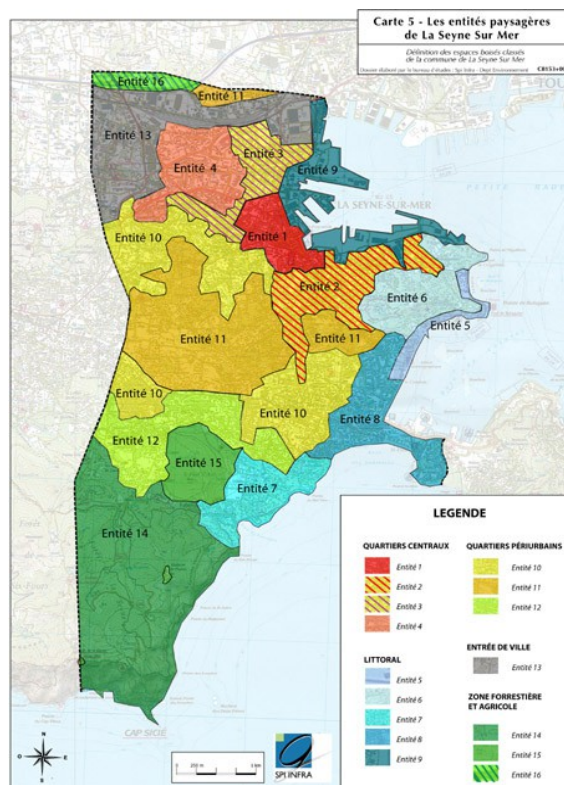 Carte 5 - Les entités paysagères
de La Seyne Sur Mer
Définition des espaces boisés classés
de la commune de La Seyne Sur Mer
Entité 16
Entité 11
Entité 13
Entité 3
Entité 4
Entité 9
LA SEYNE-SUR-MER
Entité 1
Entité 10
Entité 2
Entité 6
Entité 5
Entité 11
Entité 11
Entité 10
Entité 10
Entité 8
Entité 12
Entité 15
Entité 7
Entité 14
CAP SICIÉ
N
O
E
S
SPI INFRA
LEGENDE
QUARTIERS CENTRAUX
Entité 1
Entité 2
Entité 3
Entité 4
QUARTIERS PÉRIURBAINS
Entité 10
Entité 11
Entité 12
LITTORAL
Entité 5
Entité 6
Entité 7
Entité 8
Entité 9
ENTRÉE DE VILLE
Entité 13
ZONE FORRESTIÈRE
ET AGRICOLE
Entité 14
Entité 15
Entité 16